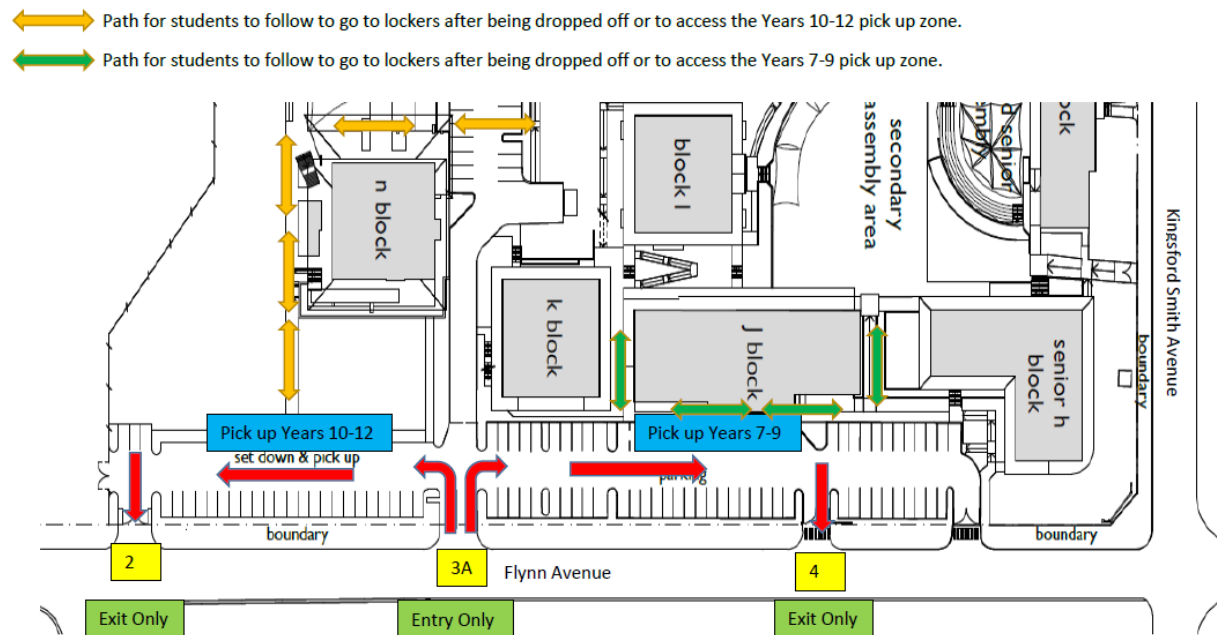 Path for students to follow to go to lockers after being dropped off or to access the Years 10-12 pick up zone.
Path for students to follow to go to lockers after being dropped off or to access the Years 7-9 pick up zone.
n block
block l
secondary
assembly area
d senior
embly
ock
Kingsford Smith Avenue
k block
J block
senior h
block
boundary
Pick up Years 10-12
Pick up Years 7-9
set down & pick up
boundary
boundary
2
3A
Flynn Avenue
4
Exit Only
Entry Only
Exit Only